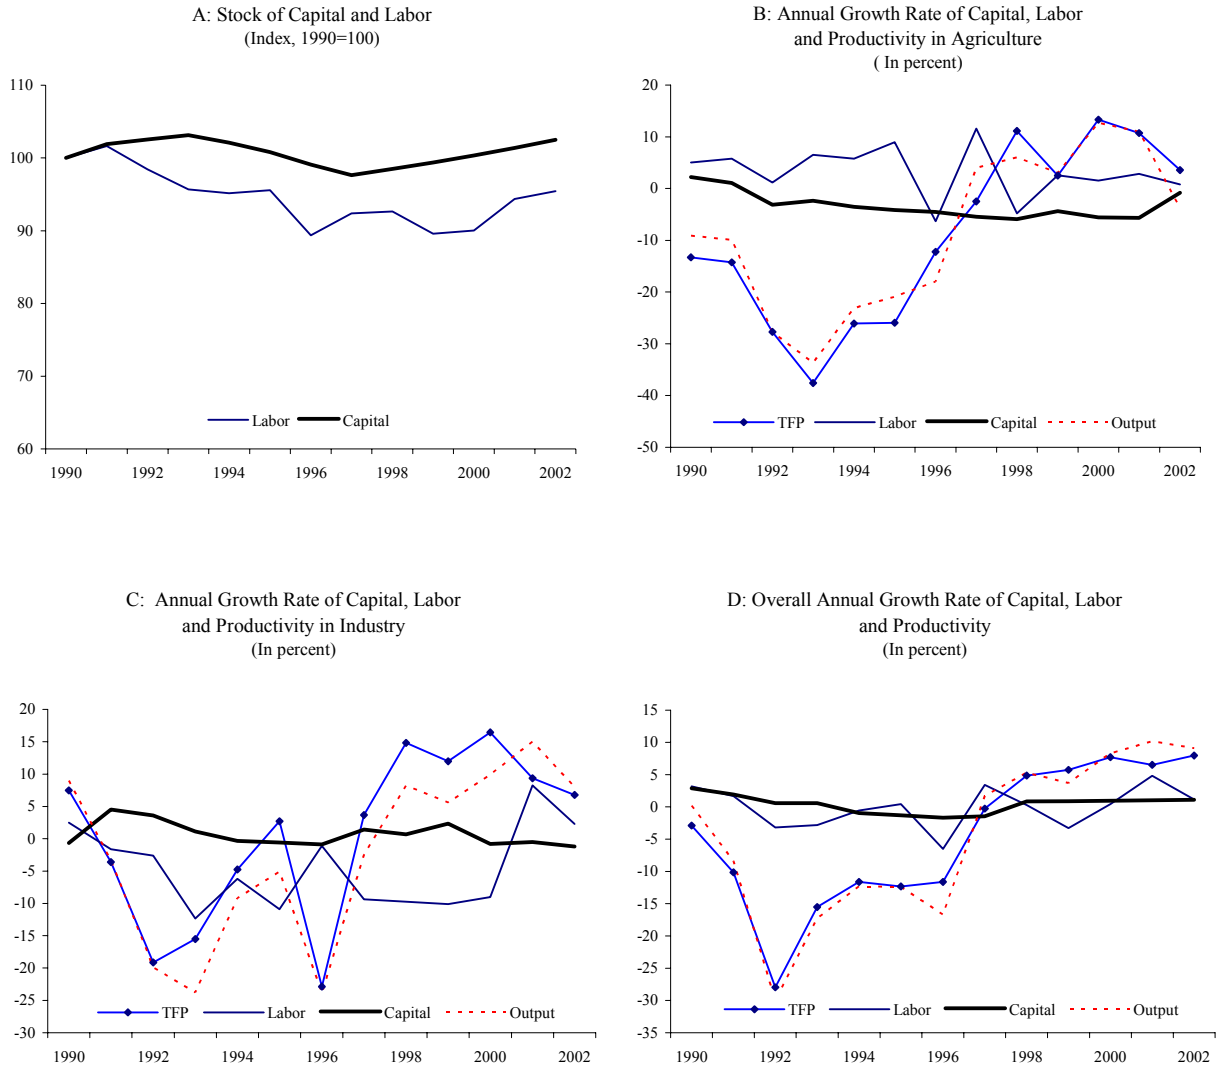 A: Stock of Capital and Labor
(Index, 1990=100)
110
100
90
80
70
60
Labor Capital
1990 1992 1994 1996 1998 2000 2002
B: Annual Growth Rate of Capital, Labor
and Productivity in Agriculture
( In percent)
20
10
0
-10
-20
-30
-40
-50
TFP Labor Capital Output
1990 1992 1994 1996 1998 2000 2002
C: Annual Growth Rate of Capital, Labor
and Productivity in Industry
(In percent)
20
15
10
5
0
-5
-10
-15
-20
-25
-30
TFP Labor Capital Output
1990 1992 1994 1996 1998 2000 2002
D: Overall Annual Growth Rate of Capital, Labor
and Productivity
(In percent)
15
10
5
0
-5
-10
-15
-20
-25
-30
-35
TFP Labor Capital Output
1990 1992 1994 1996 1998 2000 2002